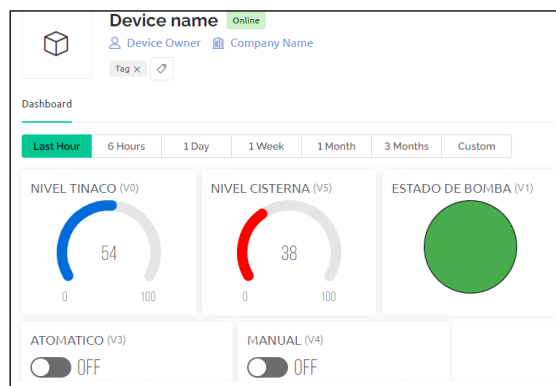 Device name Online
Device Owner Company Name
Tag ×
Dashboard
Last Hour 6 Hours 1 Day 1 Week 1 Month 3 Months Custom
NIVEL TINACO (V0) NIVEL CISTERNA (V5) ESTADO DE BOMBA (V1)
54 38
0 100 0 100
ATOMATICO (V3) MANUAL (V4)
OFF OFF